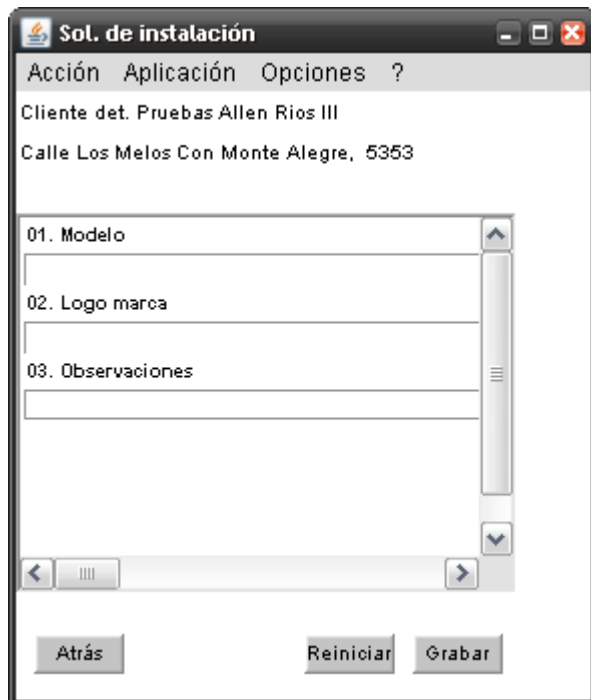 Sol. de instalación
Acción Aplicación Opciones ?
Cliente det. Pruebas Allen Rios III
Calle Los Melos Con Monte Alegre, 5353
01. Modelo
02. Logo marca
03. Observaciones
Atrás Reiniciar Grabar